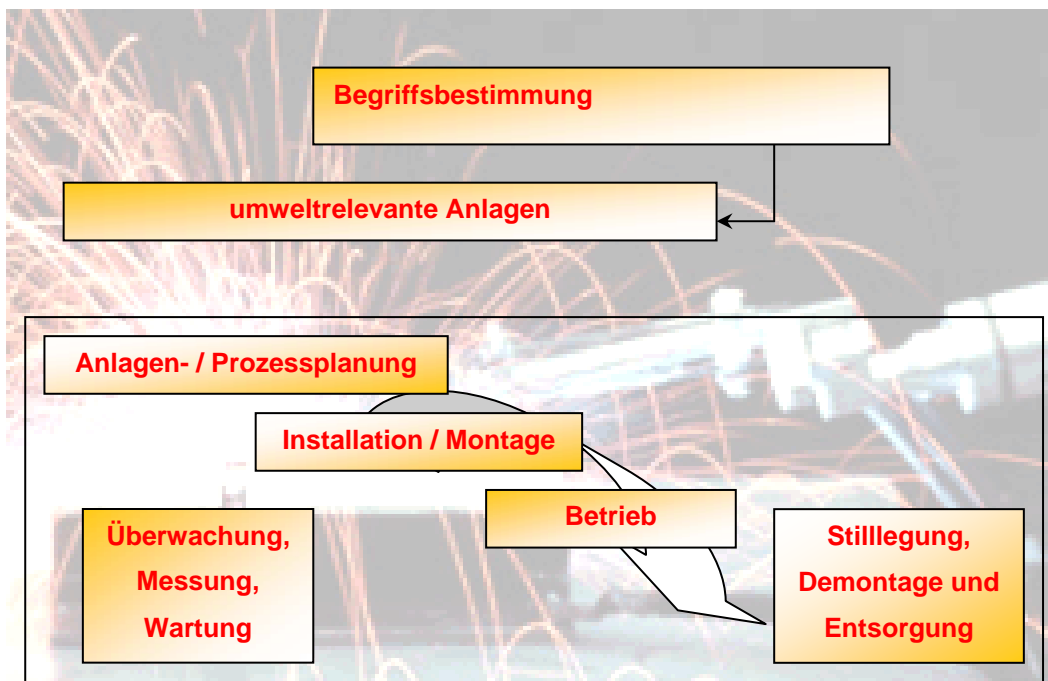 Begriffsbestimmung
umweltrelevante Anlagen
Anlagen- / Prozessplanung
Installation / Montage
Betrieb
Überwachung,
Messung,
Wartung
Stilllegung,
Demontage und
Entsorgung